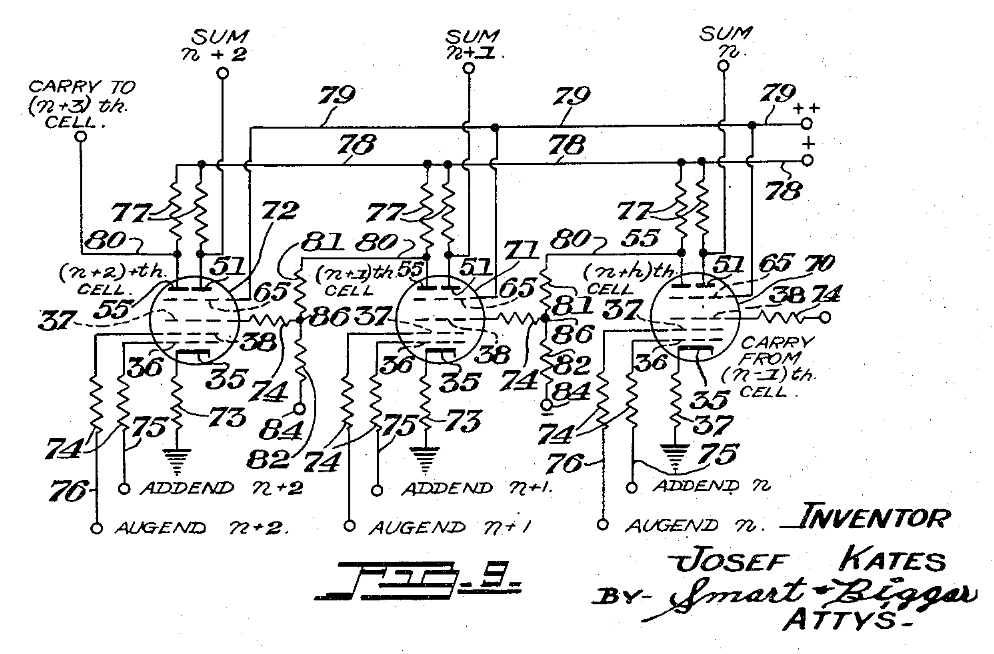 SUM
n + 2
SUM
n+1.
SUM
n.
CARRY TO
(n+3) th.
CELL.
79
79
79
++
+
78
78
78
77
77
77
80
72
81
80
71
80
55
51
51
51
65
70
(n+2)+th.
CELL.
55
(n+1)th
CELL
55
(n+h)th
CELL
65
65
38
74
37
37
37
81
86
86
38
38
36
36
36
35
35
35
74
74
82
84
84
82
CARRY
FROM
(n-1)th.
CELL.
73
73
37
74
75
74
75
74
75
76
76
ADDEND n+2
ADDEND n+1.
ADDEND n
AUGEND n+2.
AUGEND n+1
AUGEND n.
INVENTOR
JOSEF KATES
BY- Smart + Biggar
ATTYS-
FIG. 9.